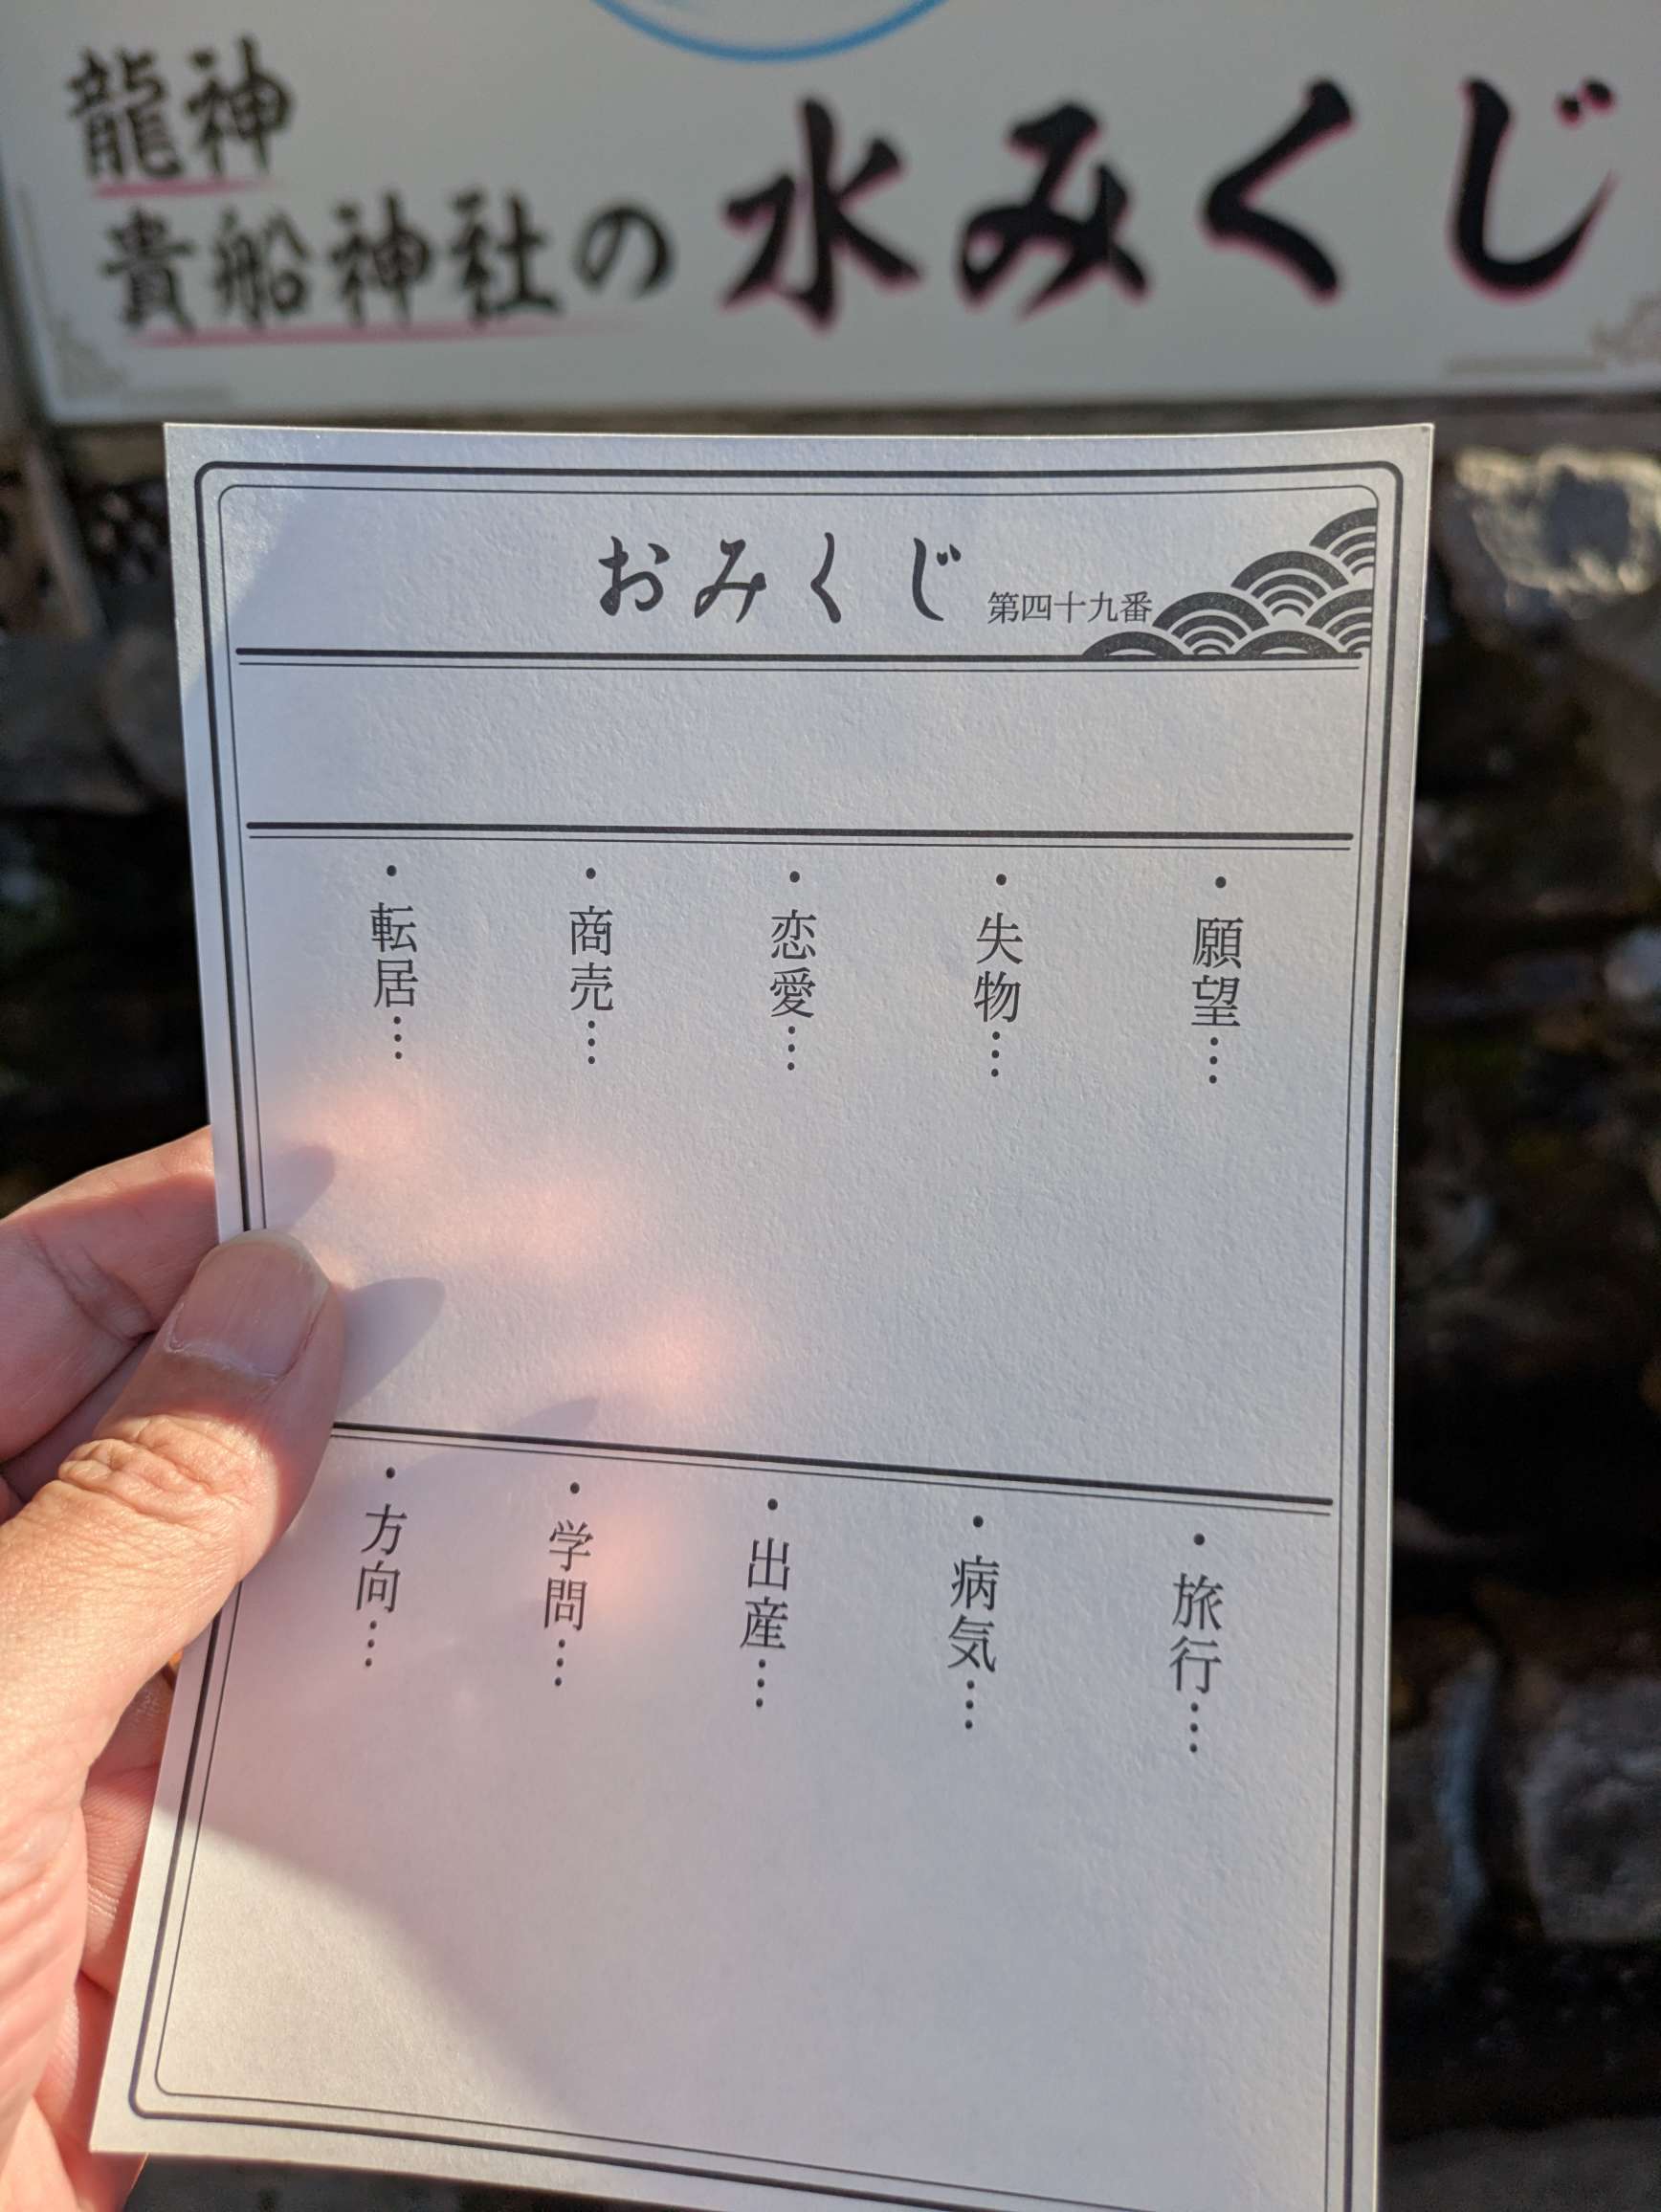 龍神
貴船神社の水みくじ
おみくじ 第四十九番
・願望…
・失物…
・恋愛…
・商売…
・転居…
・旅行…
・病気…
・出産…
・学問…
・方向…